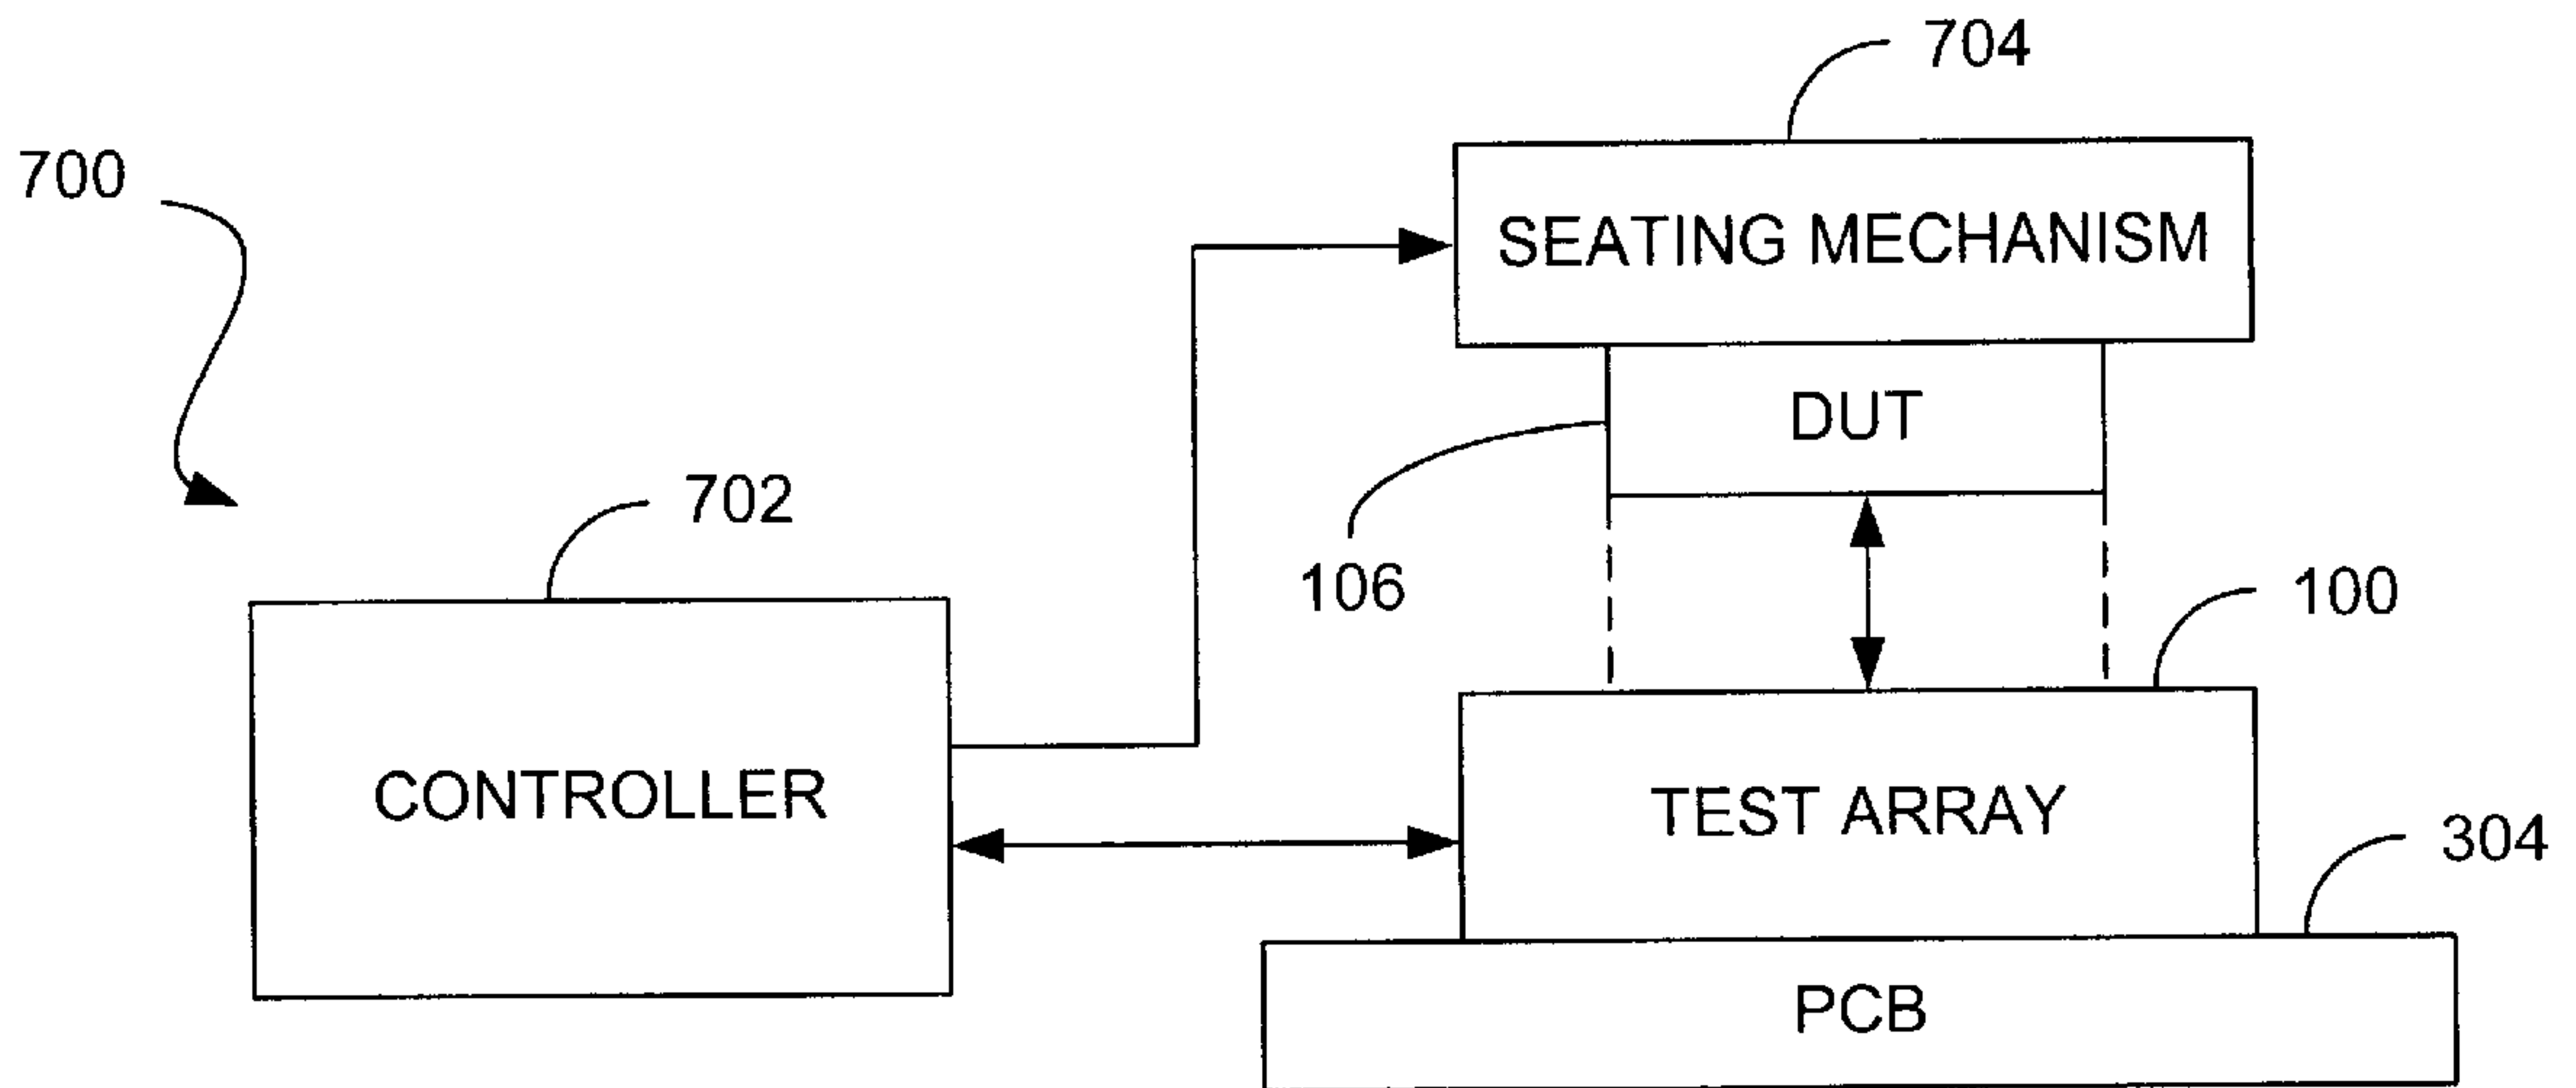 704
700
SEATING MECHANISM
DUT
702
106
100
CONTROLLER
TEST ARRAY
304
PCB